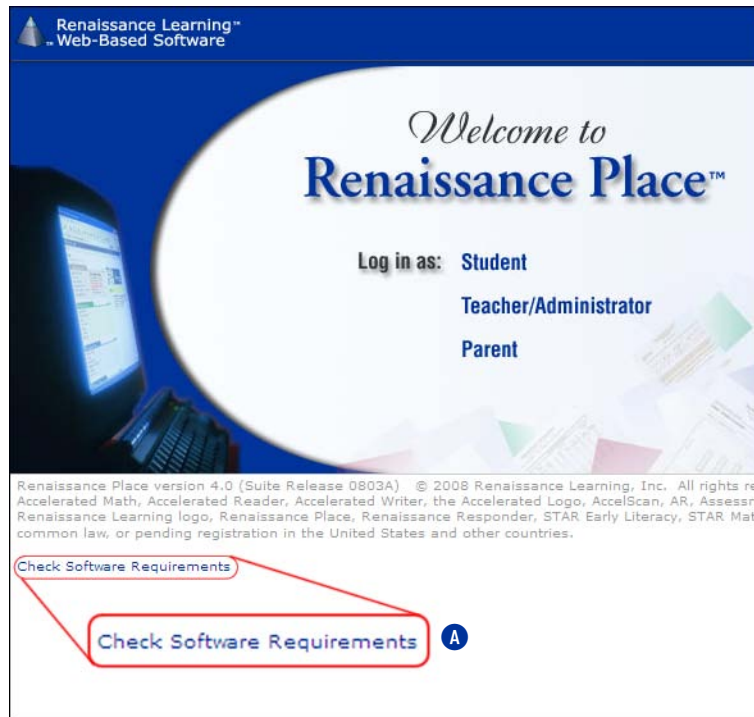 Renaissance Learning™
™ Web-Based Software
Welcome to
Renaissance Place™
Log in as: Student
Teacher/Administrator
Parent
Renaissance Place version 4.0 (Suite Release 0803A) © 2008 Renaissance Learning, Inc. All rights re
Accelerated Math, Accelerated Reader, Accelerated Writer, the Accelerated Logo, AccelScan, AR, Assessm
Renaissance Learning logo, Renaissance Place, Renaissance Responder, STAR Early Literacy, STAR Mat
common law, or pending registration in the United States and other countries.
Check Software Requirements
Check Software Requirements A